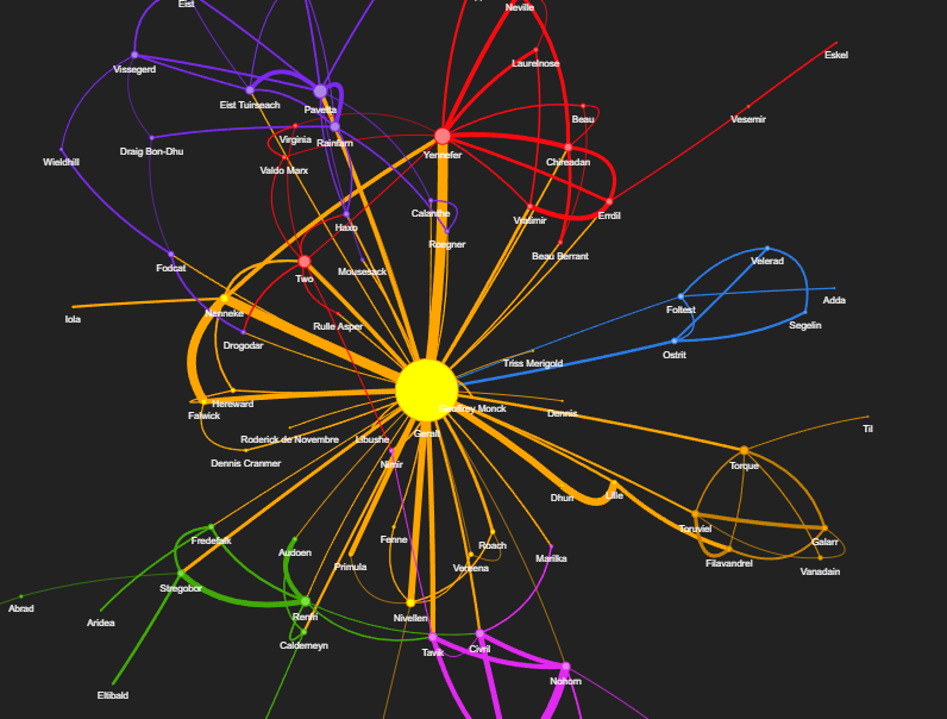 Eist
Neville
Eskel
Laurelnose
Vissegerd
Eist Tuirseach
Pavetta
Beau
Vesemir
Virginia
Rainfarn
Draig Bon-Dhu
Yennefer
Chireadan
Wieldhill
Valdo Marx
Calanthe
Vratimir
Errdil
Haxo
Roegner
Beau Berrant
Velerad
Fodcat
Mousesack
Two
Adda
Foltest
Iola
Nenneke
Rulle Asper
Segelin
Drogodar
Ostrit
Triss Merigold
Hereward
Geoffrey Monck
Dennis
Falwick
Til
Roderick de Novembre
Libushe
Geralt
Dennis Cranmer
Nimir
Torque
Dhun
Lille
Toruviel
Fredefalk
Fenne
Roach
Galarr
Audoen
Marilka
Primula
Vereena
Filavandrel
Vanadain
Stregobor
Abrad
Renfri
Nivellen
Aridea
Caldemeyn
Tavik
Civril
Nohorn
Eltibald